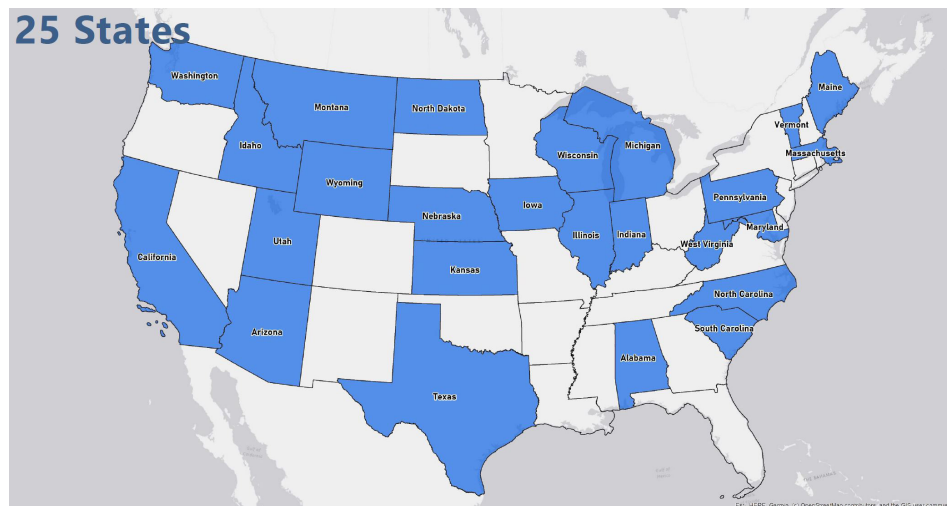 25 States
Washington
Maine
Montana
North Dakota
Vermont
Idaho
Michigan
Massachusetts
Wisconsin
Wyoming
Pennsylvania
Iowa
Nebraska
Maryland
Illinois
Indiana
Utah
West Virginia
California
Kansas
North Carolina
South Carolina
Arizona
Alabama
Texas